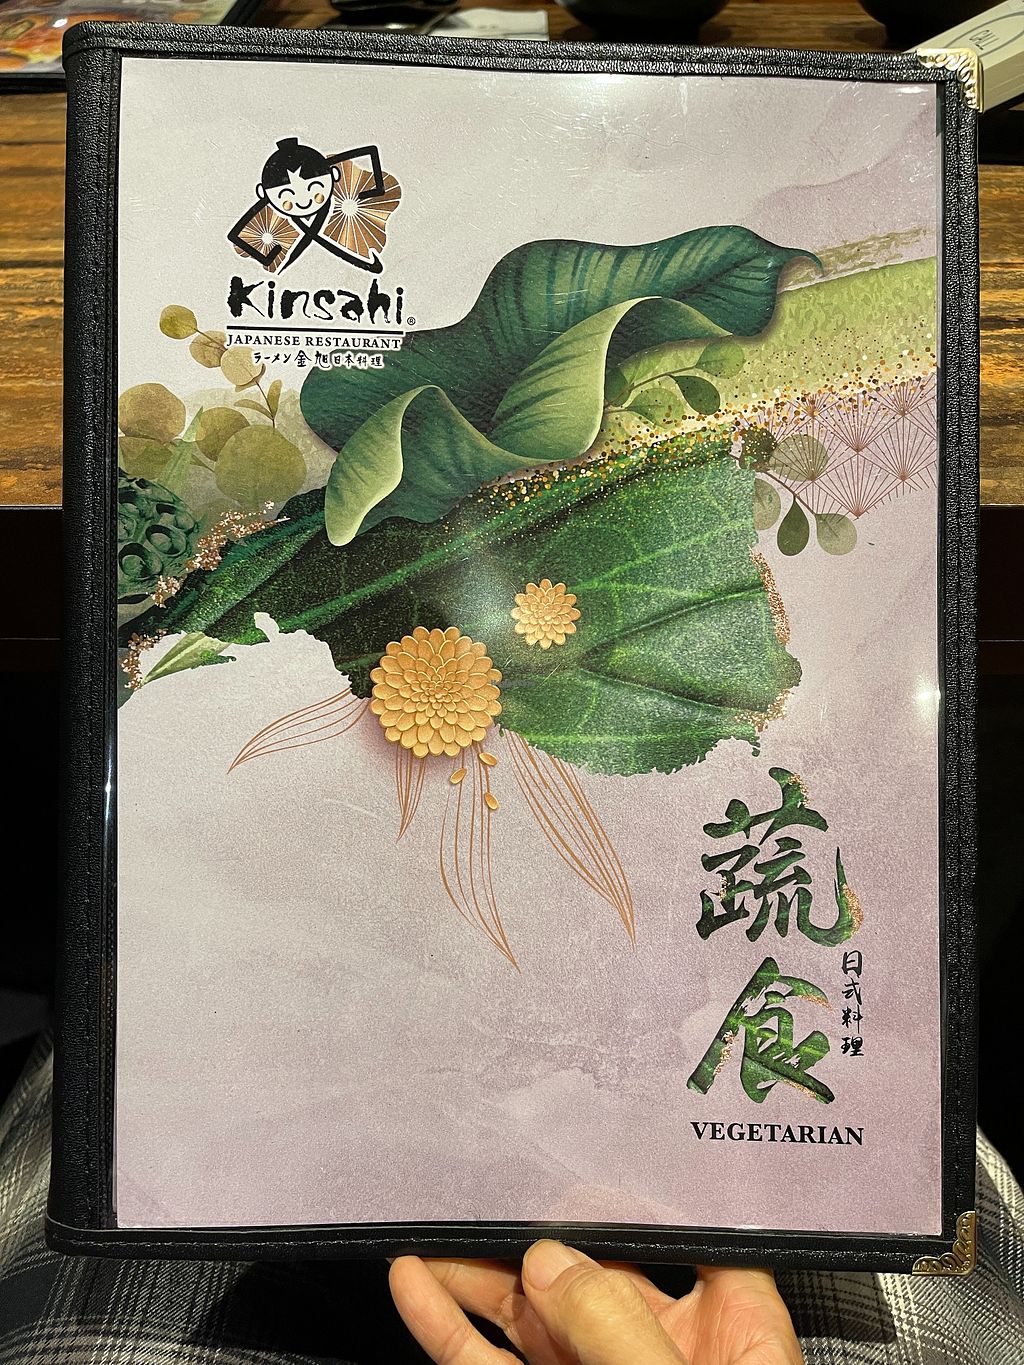 CALL
Kinsahi®
JAPANESE RESTAURANT
ラーメン金旭日本料理
蔬食
日式料理
VEGETARIAN